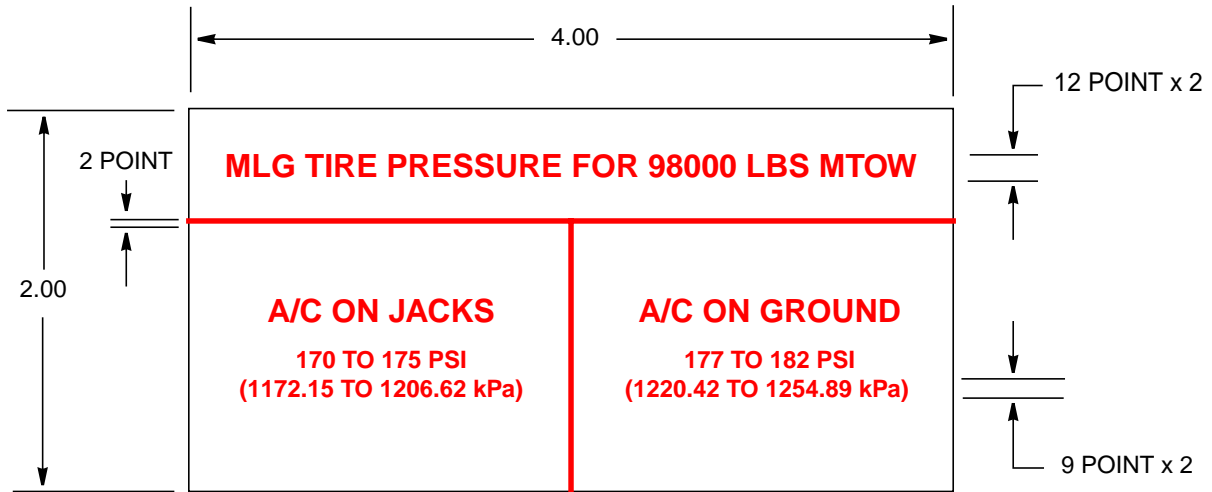 4.00
12 POINT x 2
2 POINT
MLG TIRE PRESSURE FOR 98000 LBS MTOW
2.00
A/C ON JACKS
170 TO 175 PSI
(1172.15 TO 1206.62 kPa)
A/C ON GROUND
177 TO 182 PSI
(1220.42 TO 1254.89 kPa)
9 POINT x 2